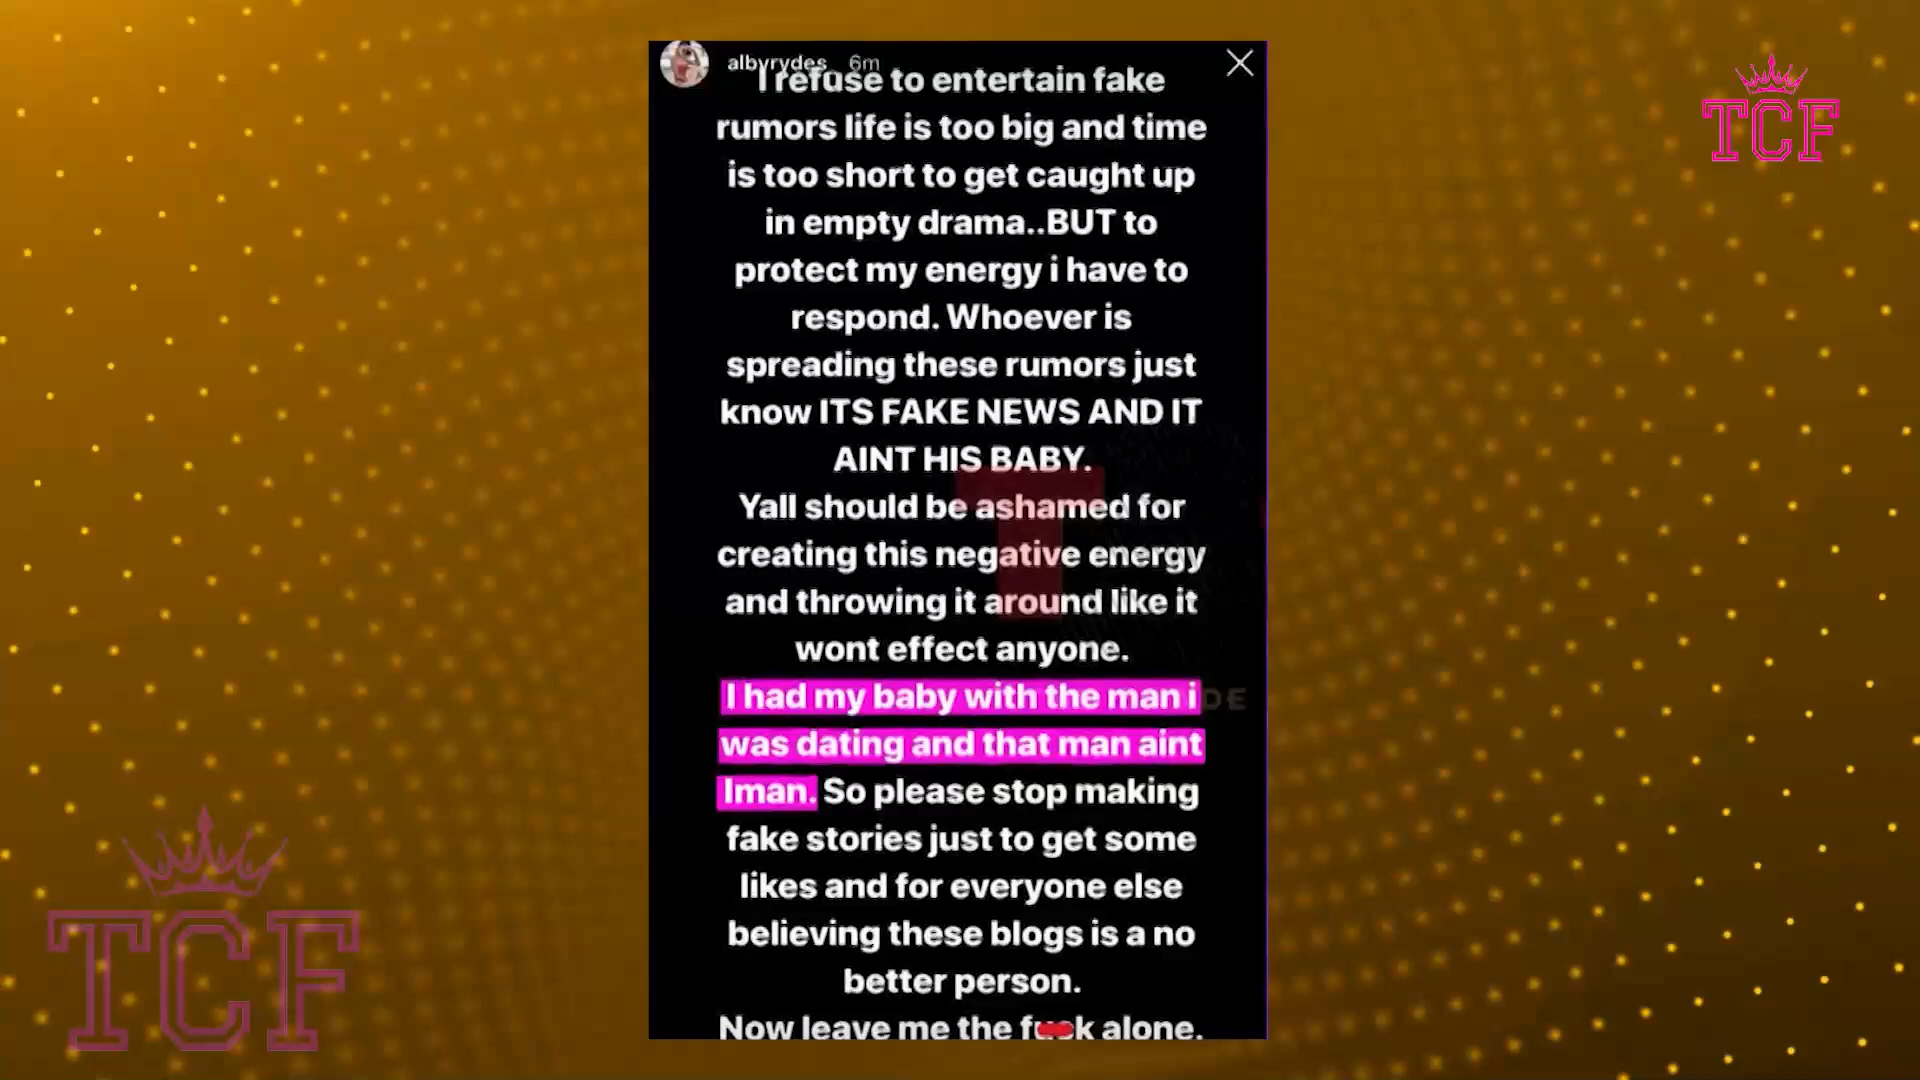 albyrydes 6m
I refuse to entertain fake
rumors life is too big and time
is too short to get caught up
in empty drama..BUT to
protect my energy i have to
respond. Whoever is
spreading these rumors just
know ITS FAKE NEWS AND IT
AINT HIS BABY.
Yall should be ashamed for
creating this negative energy
and throwing it around like it
wont effect anyone.
I had my baby with the man i
was dating and that man aint
Iman. So please stop making
fake stories just to get some
likes and for everyone else
believing these blogs is a no
better person.
Now leave me the f k alone.
TCF
TCF
T
DE